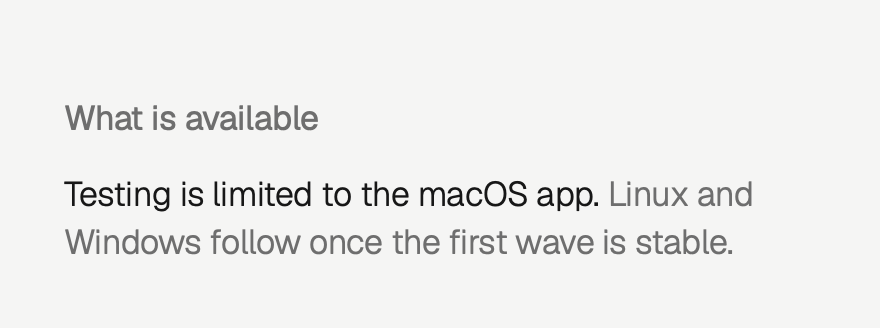 What is available
Testing is limited to the macOS app. Linux and
Windows follow once the first wave is stable.